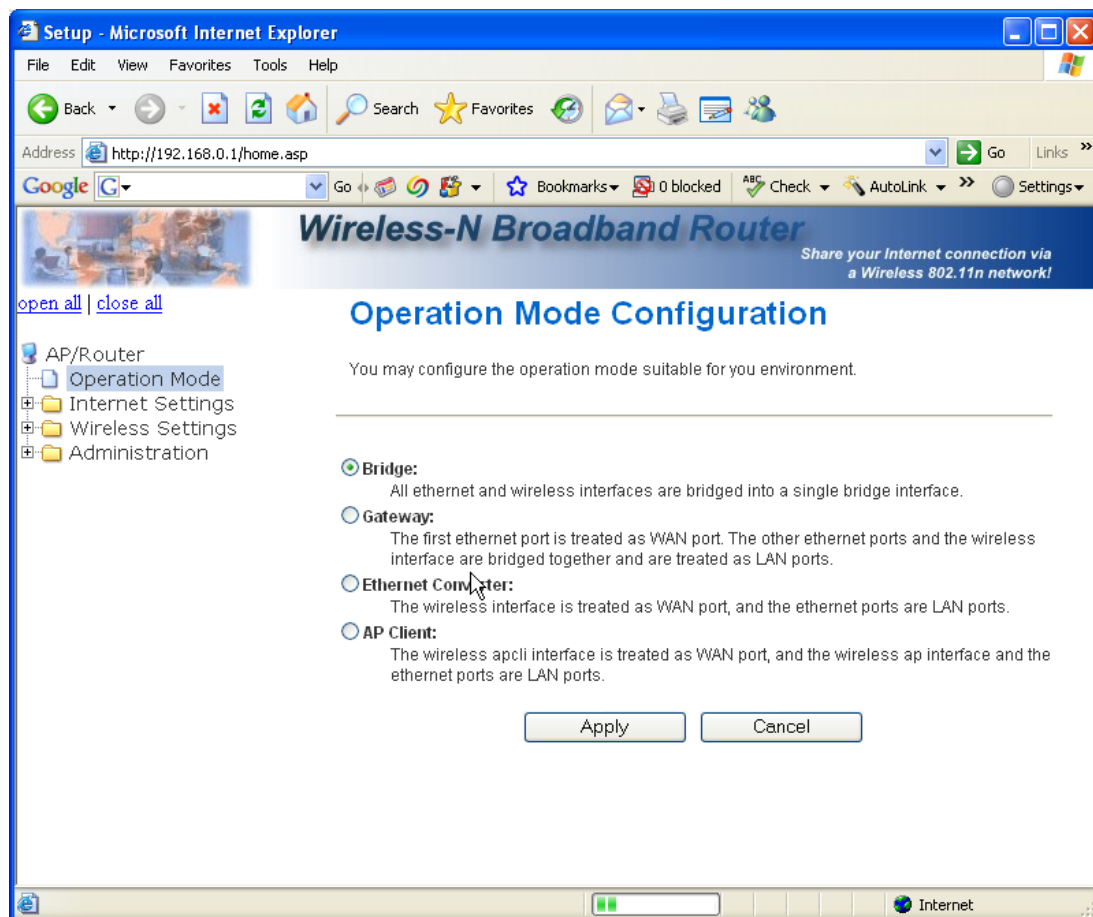 Setup - Microsoft Internet Explorer
File Edit View Favorites Tools Help
Back Search Favorites
Address http://192.168.0.1/home.asp Go Links »
Google G Go Bookmarks 0 blocked ABC Check AutoLink » Settings
Wireless-N Broadband Router
Share your Internet connection via
a Wireless 802.11n network!
open all | close all
AP/Router
Operation Mode
Internet Settings
Wireless Settings
Administration
Operation Mode Configuration
You may configure the operation mode suitable for you environment.
Bridge:
All ethernet and wireless interfaces are bridged into a single bridge interface.
Gateway:
The first ethernet port is treated as WAN port. The other ethernet ports and the wireless
interface are bridged together and are treated as LAN ports.
Ethernet Converter:
The wireless interface is treated as WAN port, and the ethernet ports are LAN ports.
AP Client:
The wireless apcli interface is treated as WAN port, and the wireless ap interface and the
ethernet ports are LAN ports.
Apply Cancel
Internet